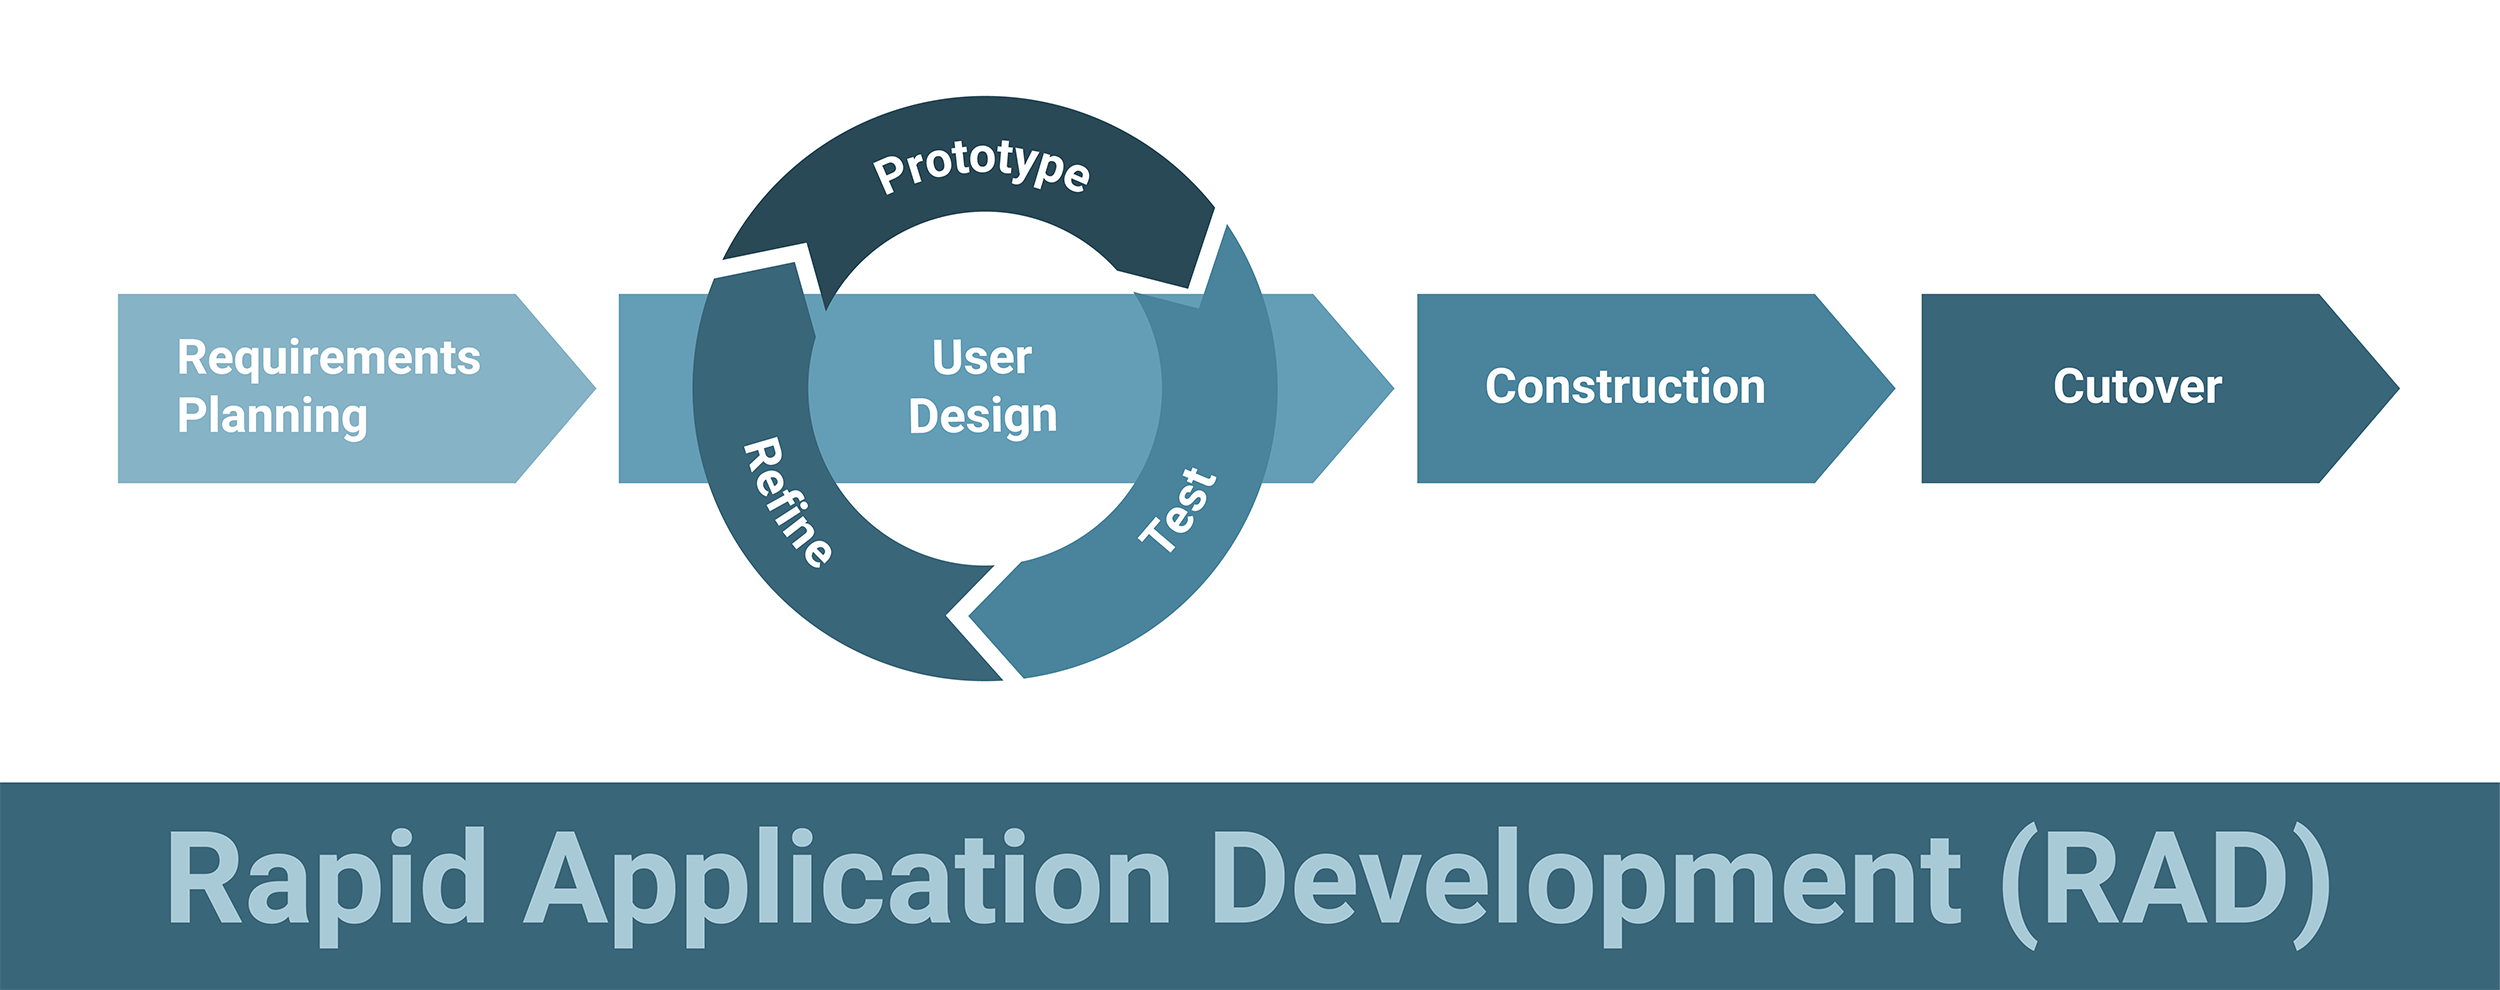 Prototype
Requirements
Planning
User
Design
Construction
Cutover
Refine
Test
Rapid Application Development (RAD)